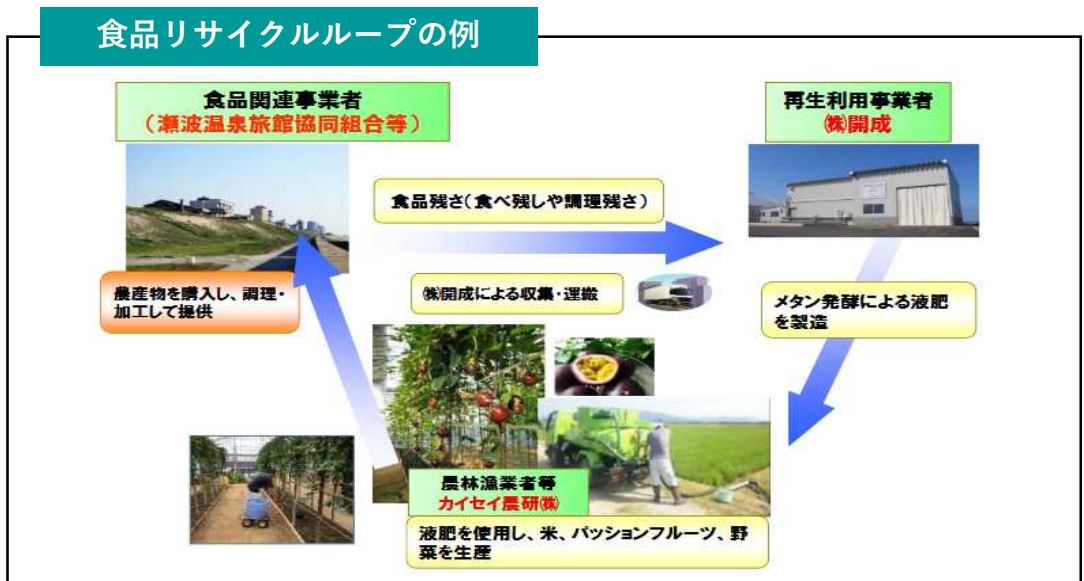 食品リサイクルループの例
食品関連事業者
（瀬波温泉旅館協同組合等）
再生利用事業者
㈱開成
食品残さ（食べ残しや調理残さ）
農産物を購入し、調理・
加工して提供
㈱開成による収集・運搬
メタン発酵による液肥
を製造
農林漁業者等
カイセイ農研㈱
液肥を使用し、米、パッションフルーツ、野
菜を生産